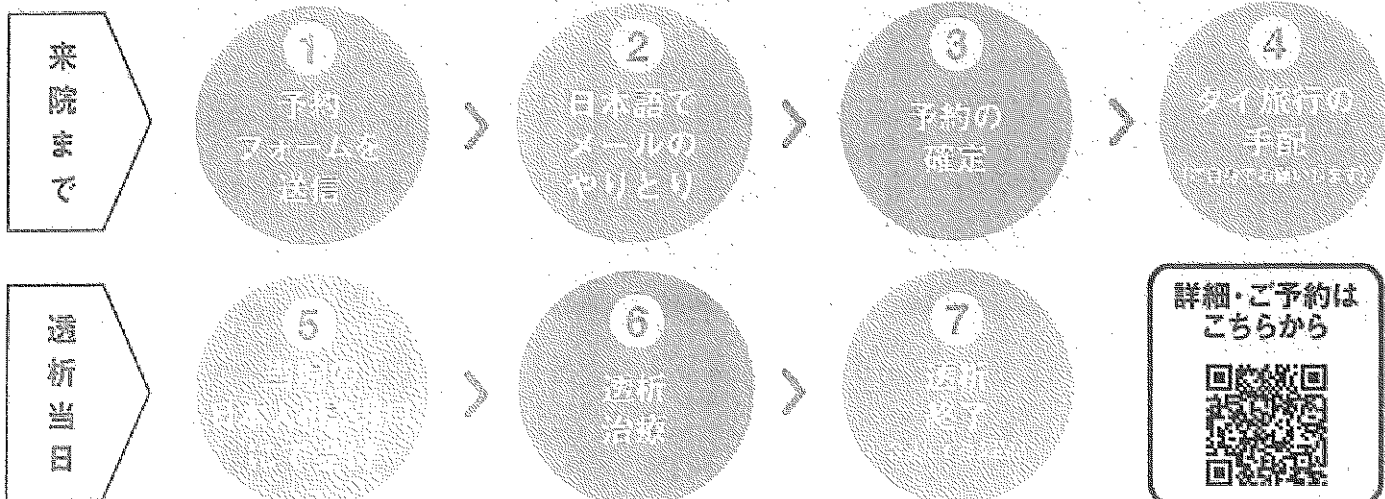 来院まで
1
予約
フォームを
送信
2
日本語で
メールの
やりとり
3
予約の
確定
4
タイ旅行の
手配
透析当日
5
6
透析
治療
7
透析
終了
詳細・ご予約は
こちらから